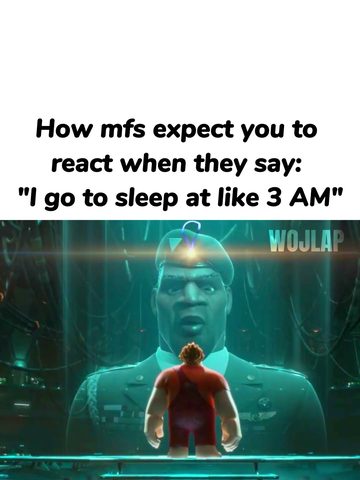 How mfs expect you to
react when they say:
"I go to sleep at like 3 AM"
WOJLAP